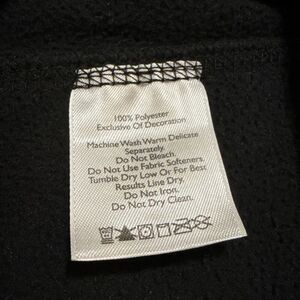 100% Polyester
Exclusive Of Decoration
Machine Wash Warm Delicate
Separately.
Do Not Bleach.
Do Not Use Fabric Softeners.
Tumble Dry Low Or For Best
Results Line Dry.
Do Not Iron.
Do Not Dry Clean.